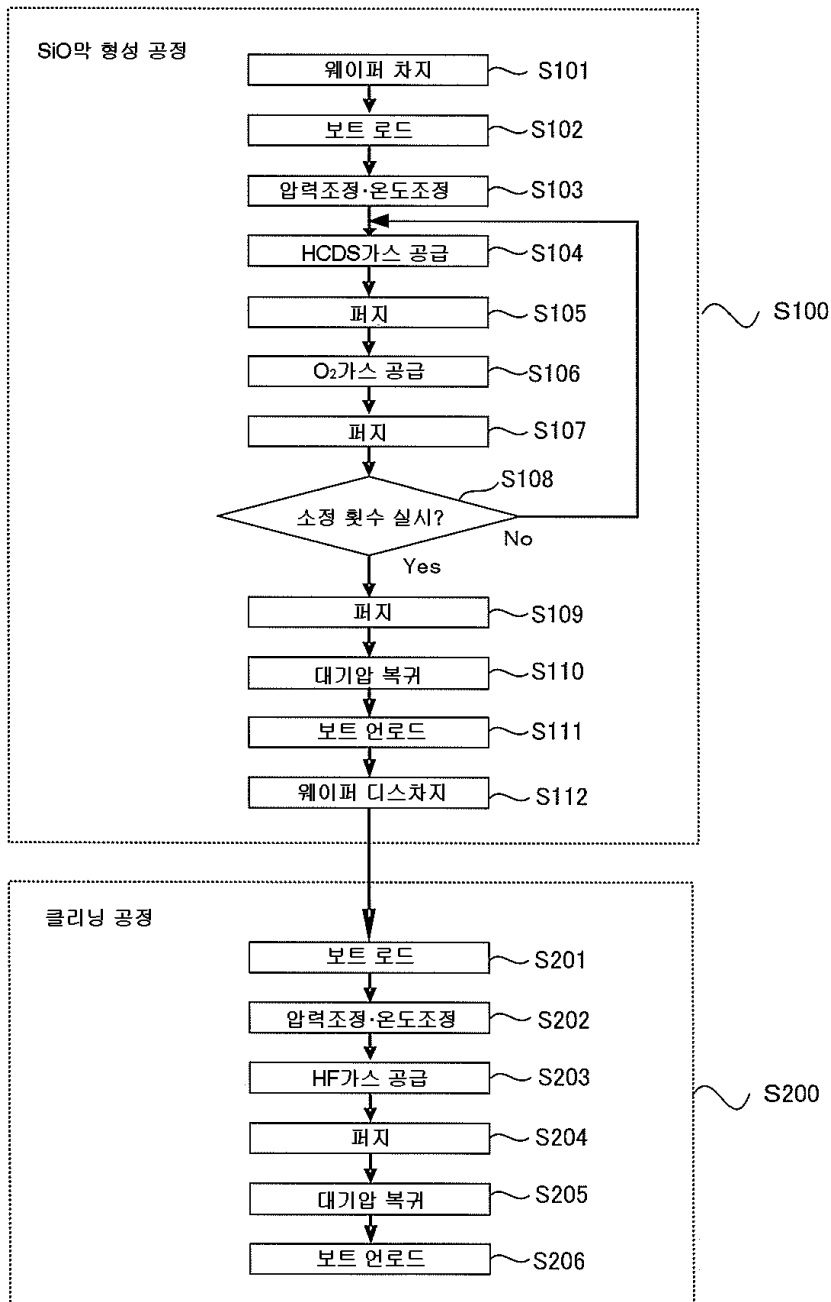 SiO막 형성 공정
웨이퍼 차지 S101
보트 로드 S102
압력조정·온도조정 S103
HCDS가스 공급 S104
퍼지 S105
S100
O₂가스 공급 S106
퍼지 S107
S108
소정 횟수 실시?
No
Yes
퍼지 S109
대기압 복귀 S110
보트 언로드 S111
웨이퍼 디스차지 S112
클리닝 공정
보트 로드 S201
압력조정·온도조정 S202
HF가스 공급 S203
S200
퍼지 S204
대기압 복귀 S205
보트 언로드 S206